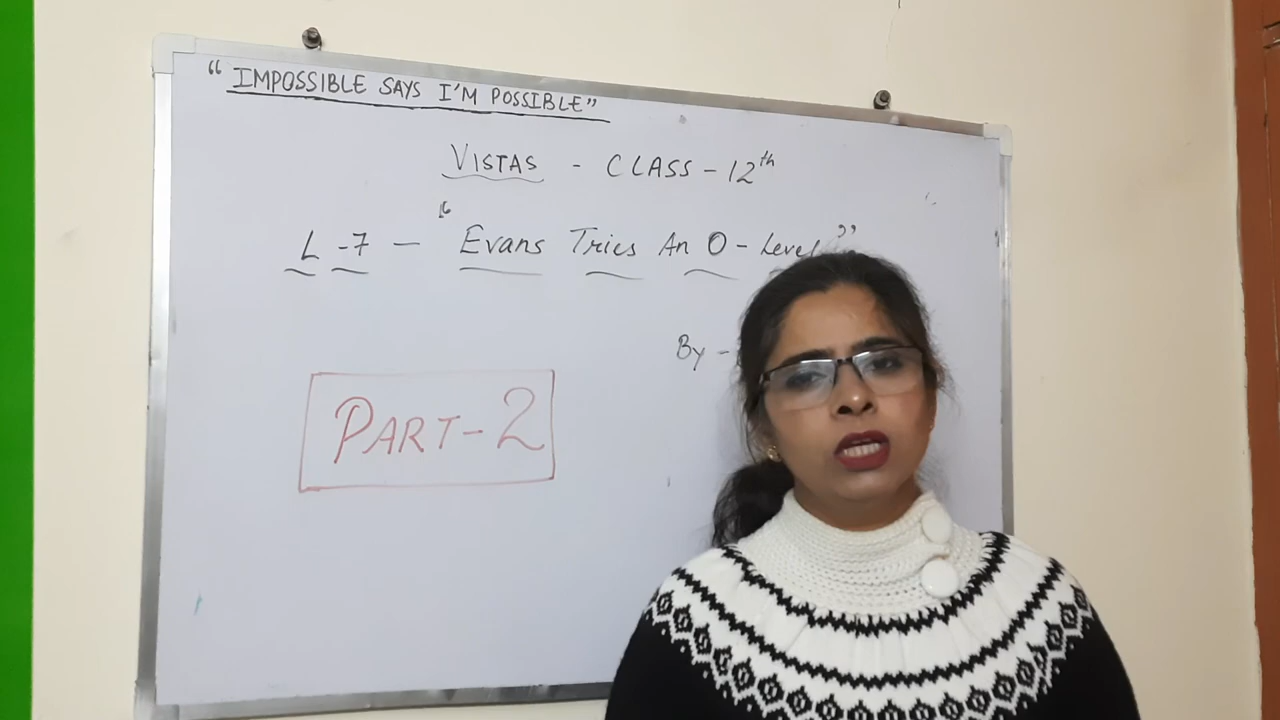 “ IMPOSSIBLE SAYS I'M POSSIBLE”
VISTAS - CLASS - 12th
L - 7 - “ Evans Tries An O - Level ”
By -
PART - 2